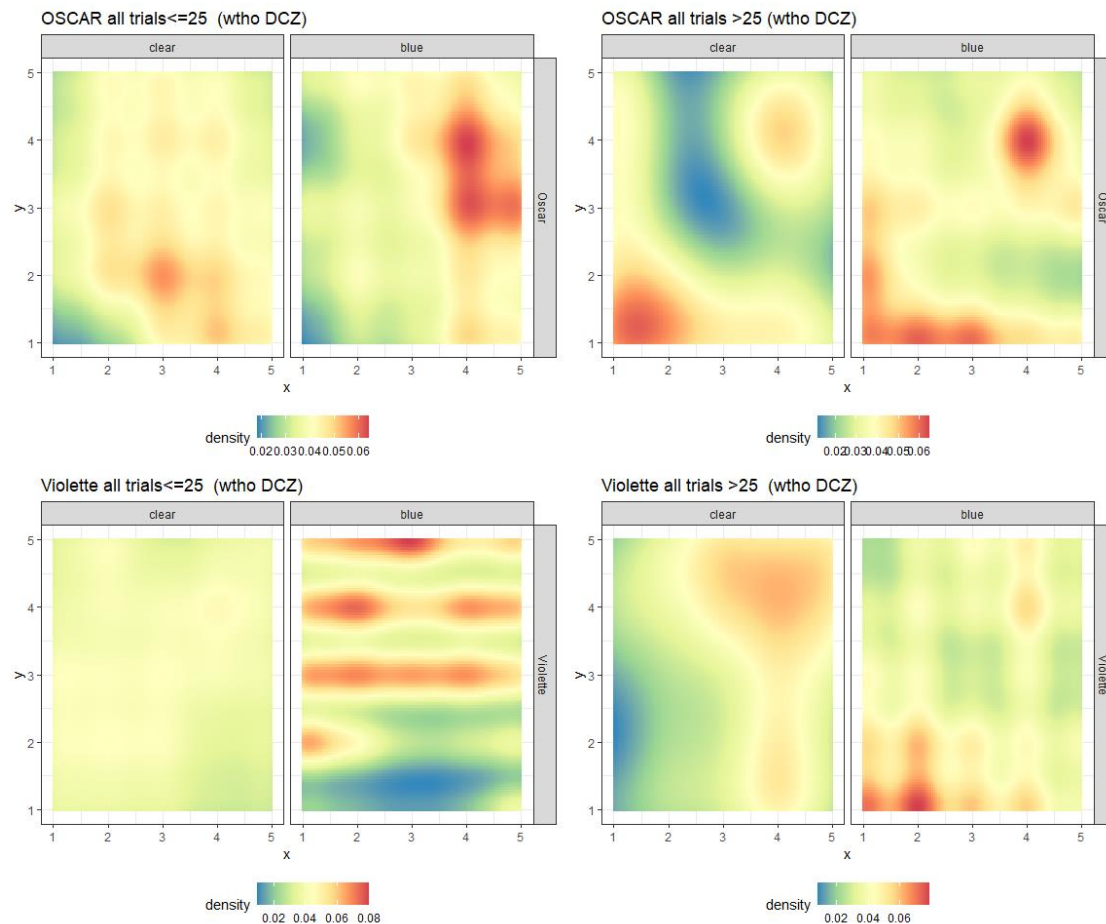 OSCAR all trials<=25  (wtho DCZ)
clear
blue
5
4
3
2
1
y
Oscar
1 2 3 4 5 1 2 3 4 5
x
density
0.02 0.03 0.04 0.05 0.06
OSCAR all trials >25  (wtho DCZ)
clear
blue
5
4
3
2
1
y
Oscar
1 2 3 4 5 1 2 3 4 5
x
density
0.02 0.03 0.04 0.05 0.06
Violette all trials<=25  (wtho DCZ)
clear
blue
5
4
3
2
1
y
Violette
1 2 3 4 5 1 2 3 4 5
x
density
0.02 0.04 0.06 0.08
Violette all trials >25  (wtho DCZ)
clear
blue
5
4
3
2
1
y
Violette
1 2 3 4 5 1 2 3 4 5
x
density
0.02 0.04 0.06